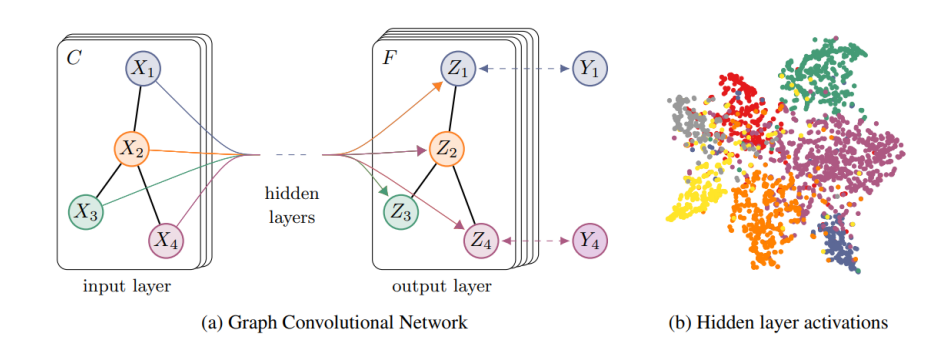 C
X1
X2
X3
X4
input layer
hidden
layers
F
Z1
Z2
Z3
Z4
output layer
Y1
Y4
(a) Graph Convolutional Network
(b) Hidden layer activations